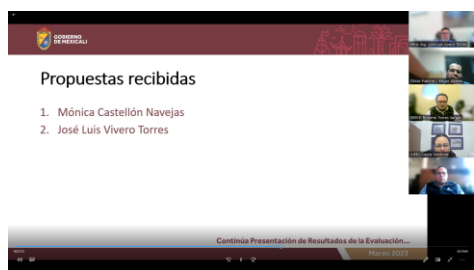 GOBIERNO
DE MEXICALI
Propuestas recibidas
1. Mónica Castellón Navejas
2. José Luis Vivero Torres
Continúa Presentación de Resultados de la Evaluación...
Marzo 2023